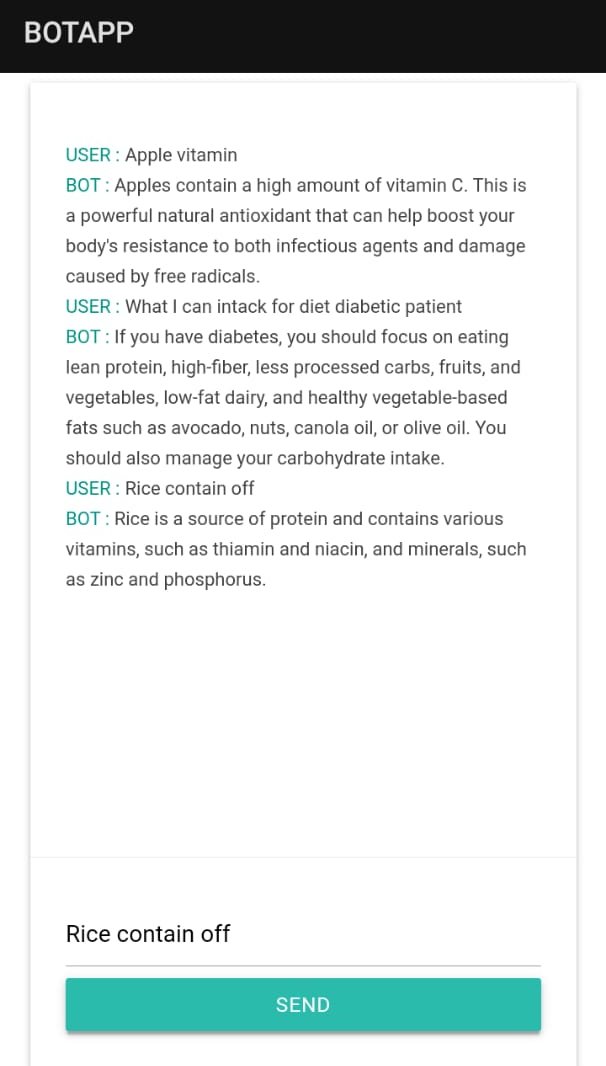 BOTAPP
USER : Apple vitamin
BOT : Apples contain a high amount of vitamin C. This is
a powerful natural antioxidant that can help boost your
body's resistance to both infectious agents and damage
caused by free radicals.
USER : What I can intack for diet diabetic patient
BOT : If you have diabetes, you should focus on eating
lean protein, high-fiber, less processed carbs, fruits, and
vegetables, low-fat dairy, and healthy vegetable-based
fats such as avocado, nuts, canola oil, or olive oil. You
should also manage your carbohydrate intake.
USER : Rice contain off
BOT : Rice is a source of protein and contains various
vitamins, such as thiamin and niacin, and minerals, such
as zinc and phosphorus.
Rice contain off
SEND